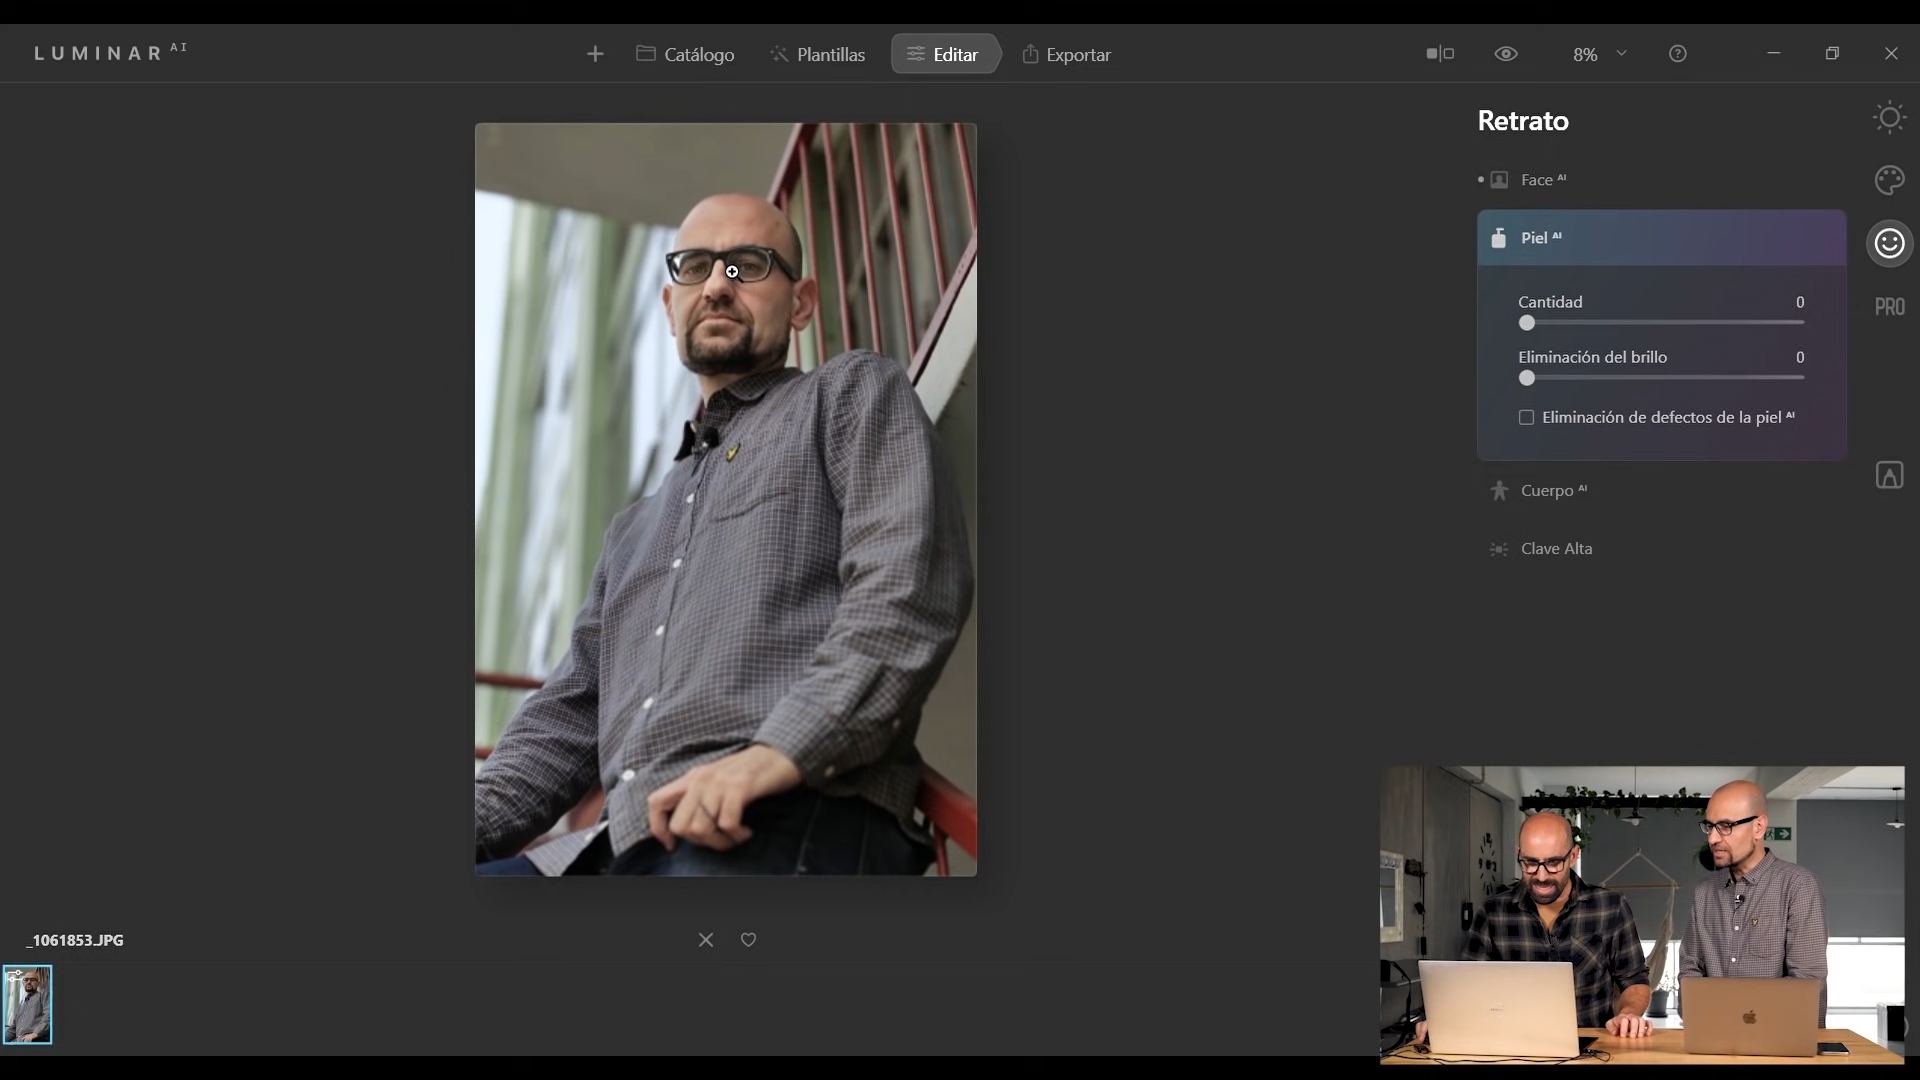 LUMINAR AI
Catálogo
Plantillas
Editar
Exportar
8%
Retrato
Face AI
Piel AI
Cantidad 0
Eliminación del brillo 0
Eliminación de defectos de la piel AI
Cuerpo AI
Clave Alta
PRO
_1061853.JPG